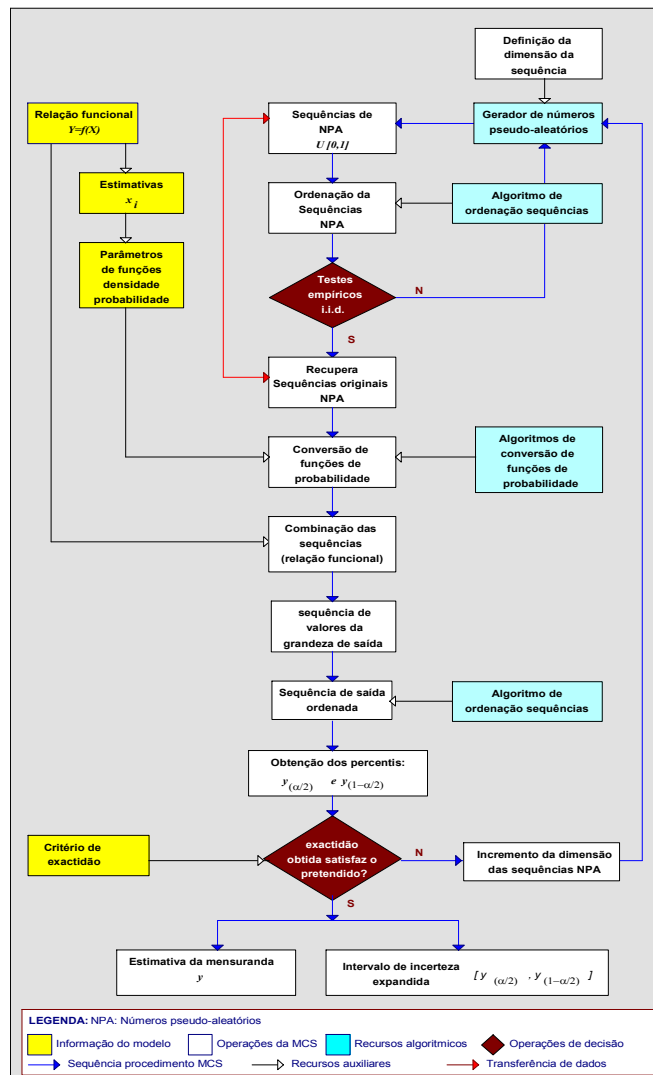 Definição da
dimensão da
sequência
Relação funcional
Y=f(X)
Sequências de
NPA
U [0,1]
Gerador de números
pseudo-aleatórios
Estimativas
x i
Ordenação da
Sequências
NPA
Algoritmo de
ordenação sequências
Parâmetros
de funções
densidade
probabilidade
Testes
empíricos
i.i.d.
N
S
Recupera
Sequências originais
NPA
Conversão de
funções de
probabilidade
Algoritmos de
conversão de
funções de
probabilidade
Combinação das
sequências
(relação funcional)
sequência de
valores da
grandeza de saída
Sequência de saída
ordenada
Algoritmo de
ordenação sequências
Obtenção dos percentis:
y (α/2) e y (1−α/2)
Critério de
exactidão
exactidão
obtida satisfaz o
pretendido?
N
Incremento da dimensão
das sequências NPA
S
Estimativa da mensuranda
y
Intervalo de incerteza
expandida [ y (α/2) , y (1−α/2) ]
LEGENDA: NPA: Números pseudo-aleatórios
Informação do modelo
Operações da MCS
Recursos algoritmicos
Operações de decisão
Sequência procedimento MCS
Recursos auxiliares
Transferência de dados